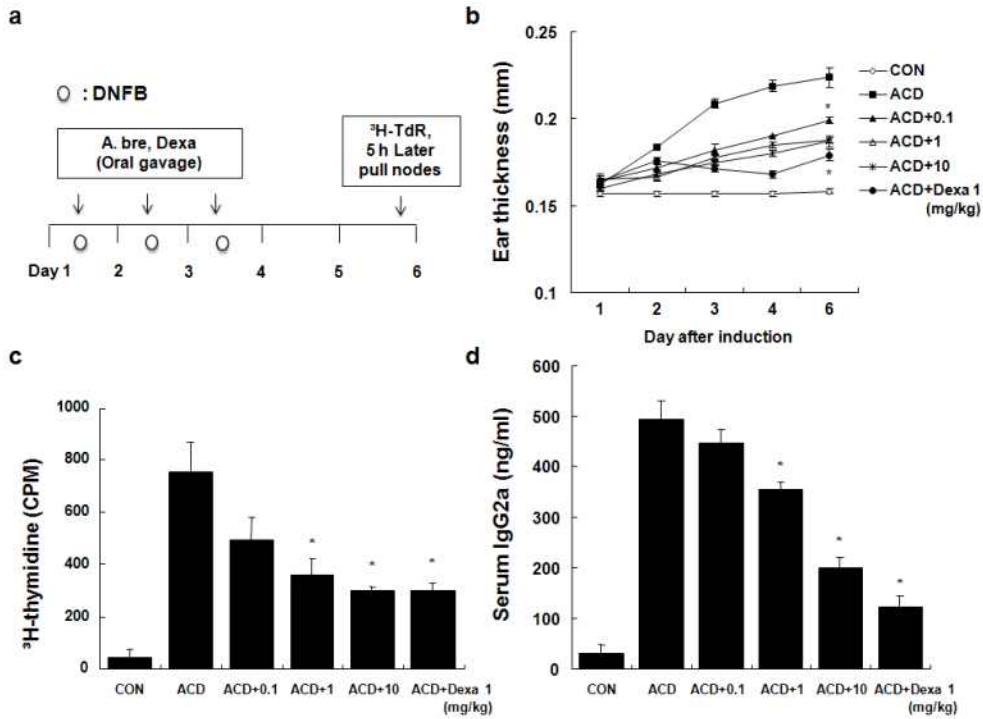 a
: DNFB
A. bre, Dexa
(Oral gavage)
³H-TdR,
5 h Later
pull nodes
Day 1 2 3 4 5 6
b
Ear thickness (mm)
0.25
0.2
0.15
0.1
1 2 3 4 6
Day after induction
CON
ACD
ACD+0.1
ACD+1
ACD+10
ACD+Dexa 1
(mg/kg)
*
*
c
³H-thymidine (CPM)
1000
800
600
400
200
0
* * *
CON ACD ACD+0.1 ACD+1 ACD+10 ACD+Dexa 1
(mg/kg)
d
Serum IgG2a (ng/ml)
600
500
400
300
200
100
0
*
*
*
CON ACD ACD+0.1 ACD+1 ACD+10 ACD+Dexa 1
(mg/kg)